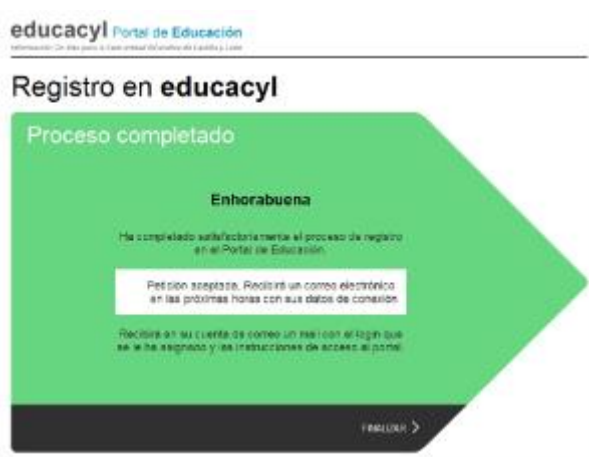 educacyl Portal de Educación
Registro en educacyl
Proceso completado
Enhorabuena
Ha completado satisfactoriamente el proceso de registro
en el Portal de Educación.
Petición aceptada. Recibirá un correo electrónico
en las próximas horas con sus datos de conexión
Recibirá en su cuenta de correo un mail con el login que
se le ha asignado y las instrucciones de acceso al portal.
FINALIZAR